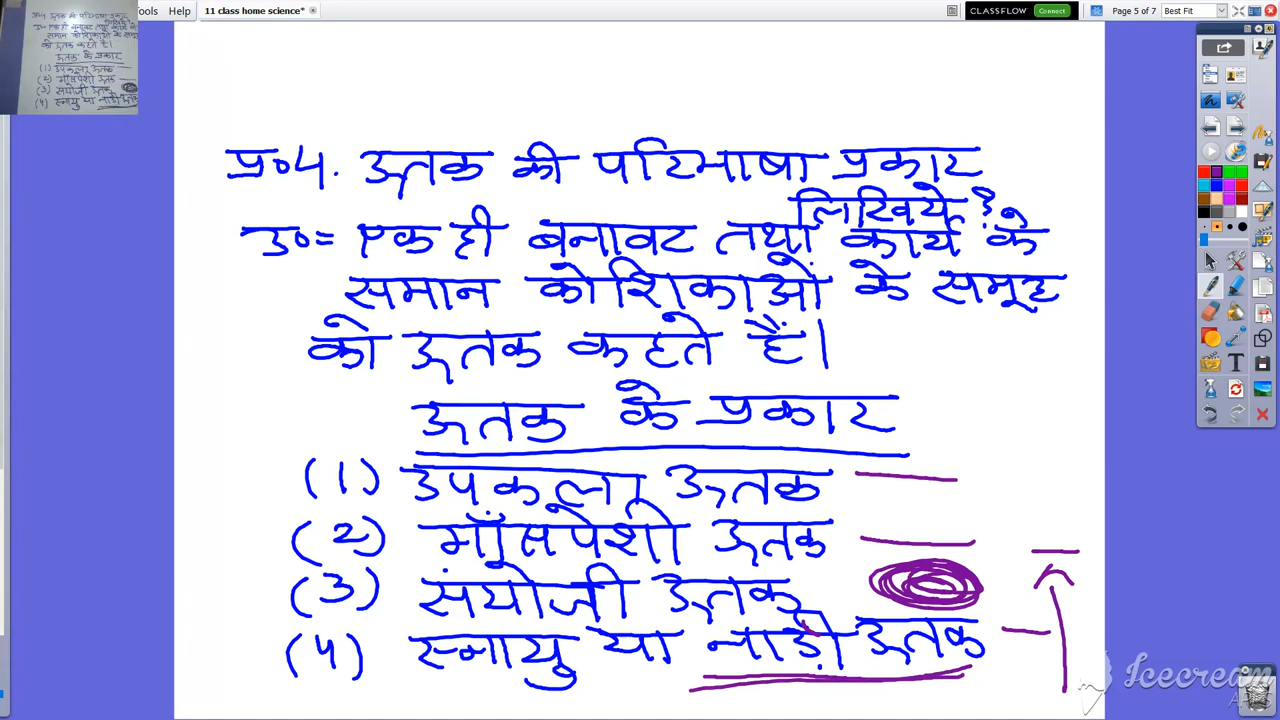 tools Help
11 class home science*
CLASSFLOW Connect
Page 5 of 7
Best Fit
प्र०4. ऊतक की परिभाषा प्रकार
लिखिये ?
उ०= एक ही बनावट तथा कार्य के
समान कोशिकाओं के समूह
को ऊतक कहते हैं।
ऊतक के प्रकार
(1) उपकला ऊतक
(2) माँसपेशी ऊतक
(3) संयोजी ऊतक
(4) स्नायु या नाड़ी ऊतक
Icecream
APPS